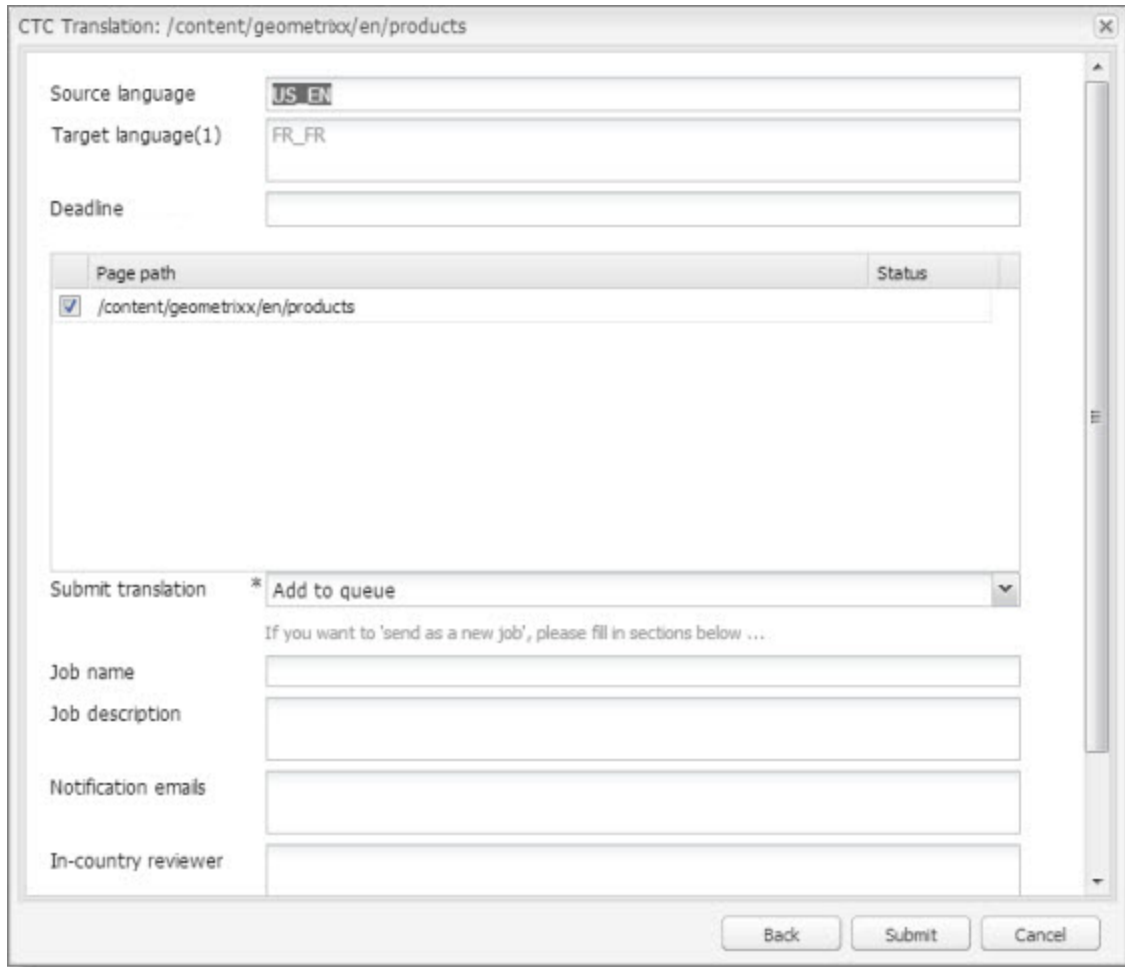 CTC Translation: /content/geometrixx/en/products
Source language US_EN
Target language(1) FR_FR
Deadline
Page path Status
/content/geometrixx/en/products
Submit translation * Add to queue
If you want to 'send as a new job', please fill in sections below ...
Job name
Job description
Notification emails
In-country reviewer
Back Submit Cancel